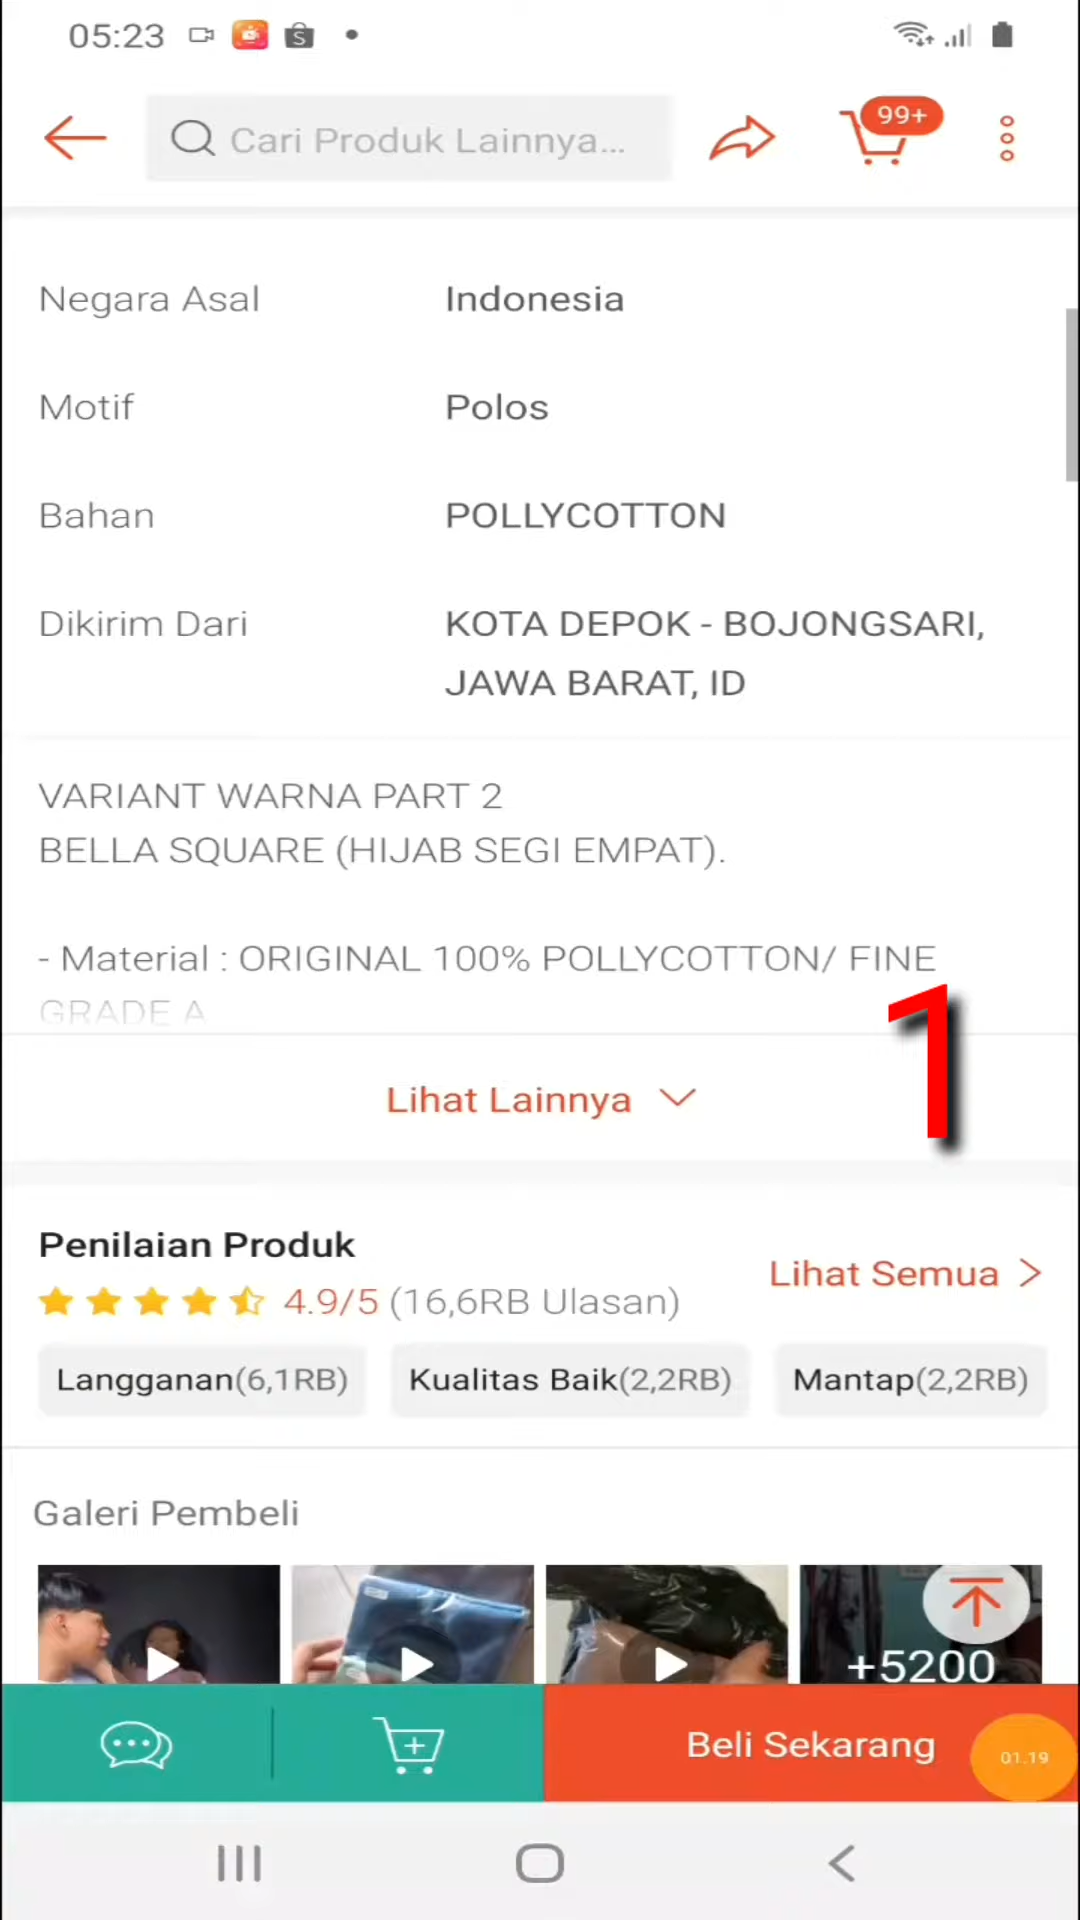 05:23
Cari Produk Lainnya...
99+
Negara Asal Indonesia
Motif Polos
Bahan POLLYCOTTON
Dikirim Dari KOTA DEPOK - BOJONGSARI,
JAWA BARAT, ID
VARIANT WARNA PART 2
BELLA SQUARE (HIJAB SEGI EMPAT).
- Material : ORIGINAL 100% POLLYCOTTON/ FINE
GRADE A
1
Lihat Lainnya
Penilaian Produk
Lihat Semua
4.9/5 (16,6RB Ulasan)
Langganan(6,1RB) Kualitas Baik(2,2RB) Mantap(2,2RB)
Galeri Pembeli
+5200
Beli Sekarang
01.19